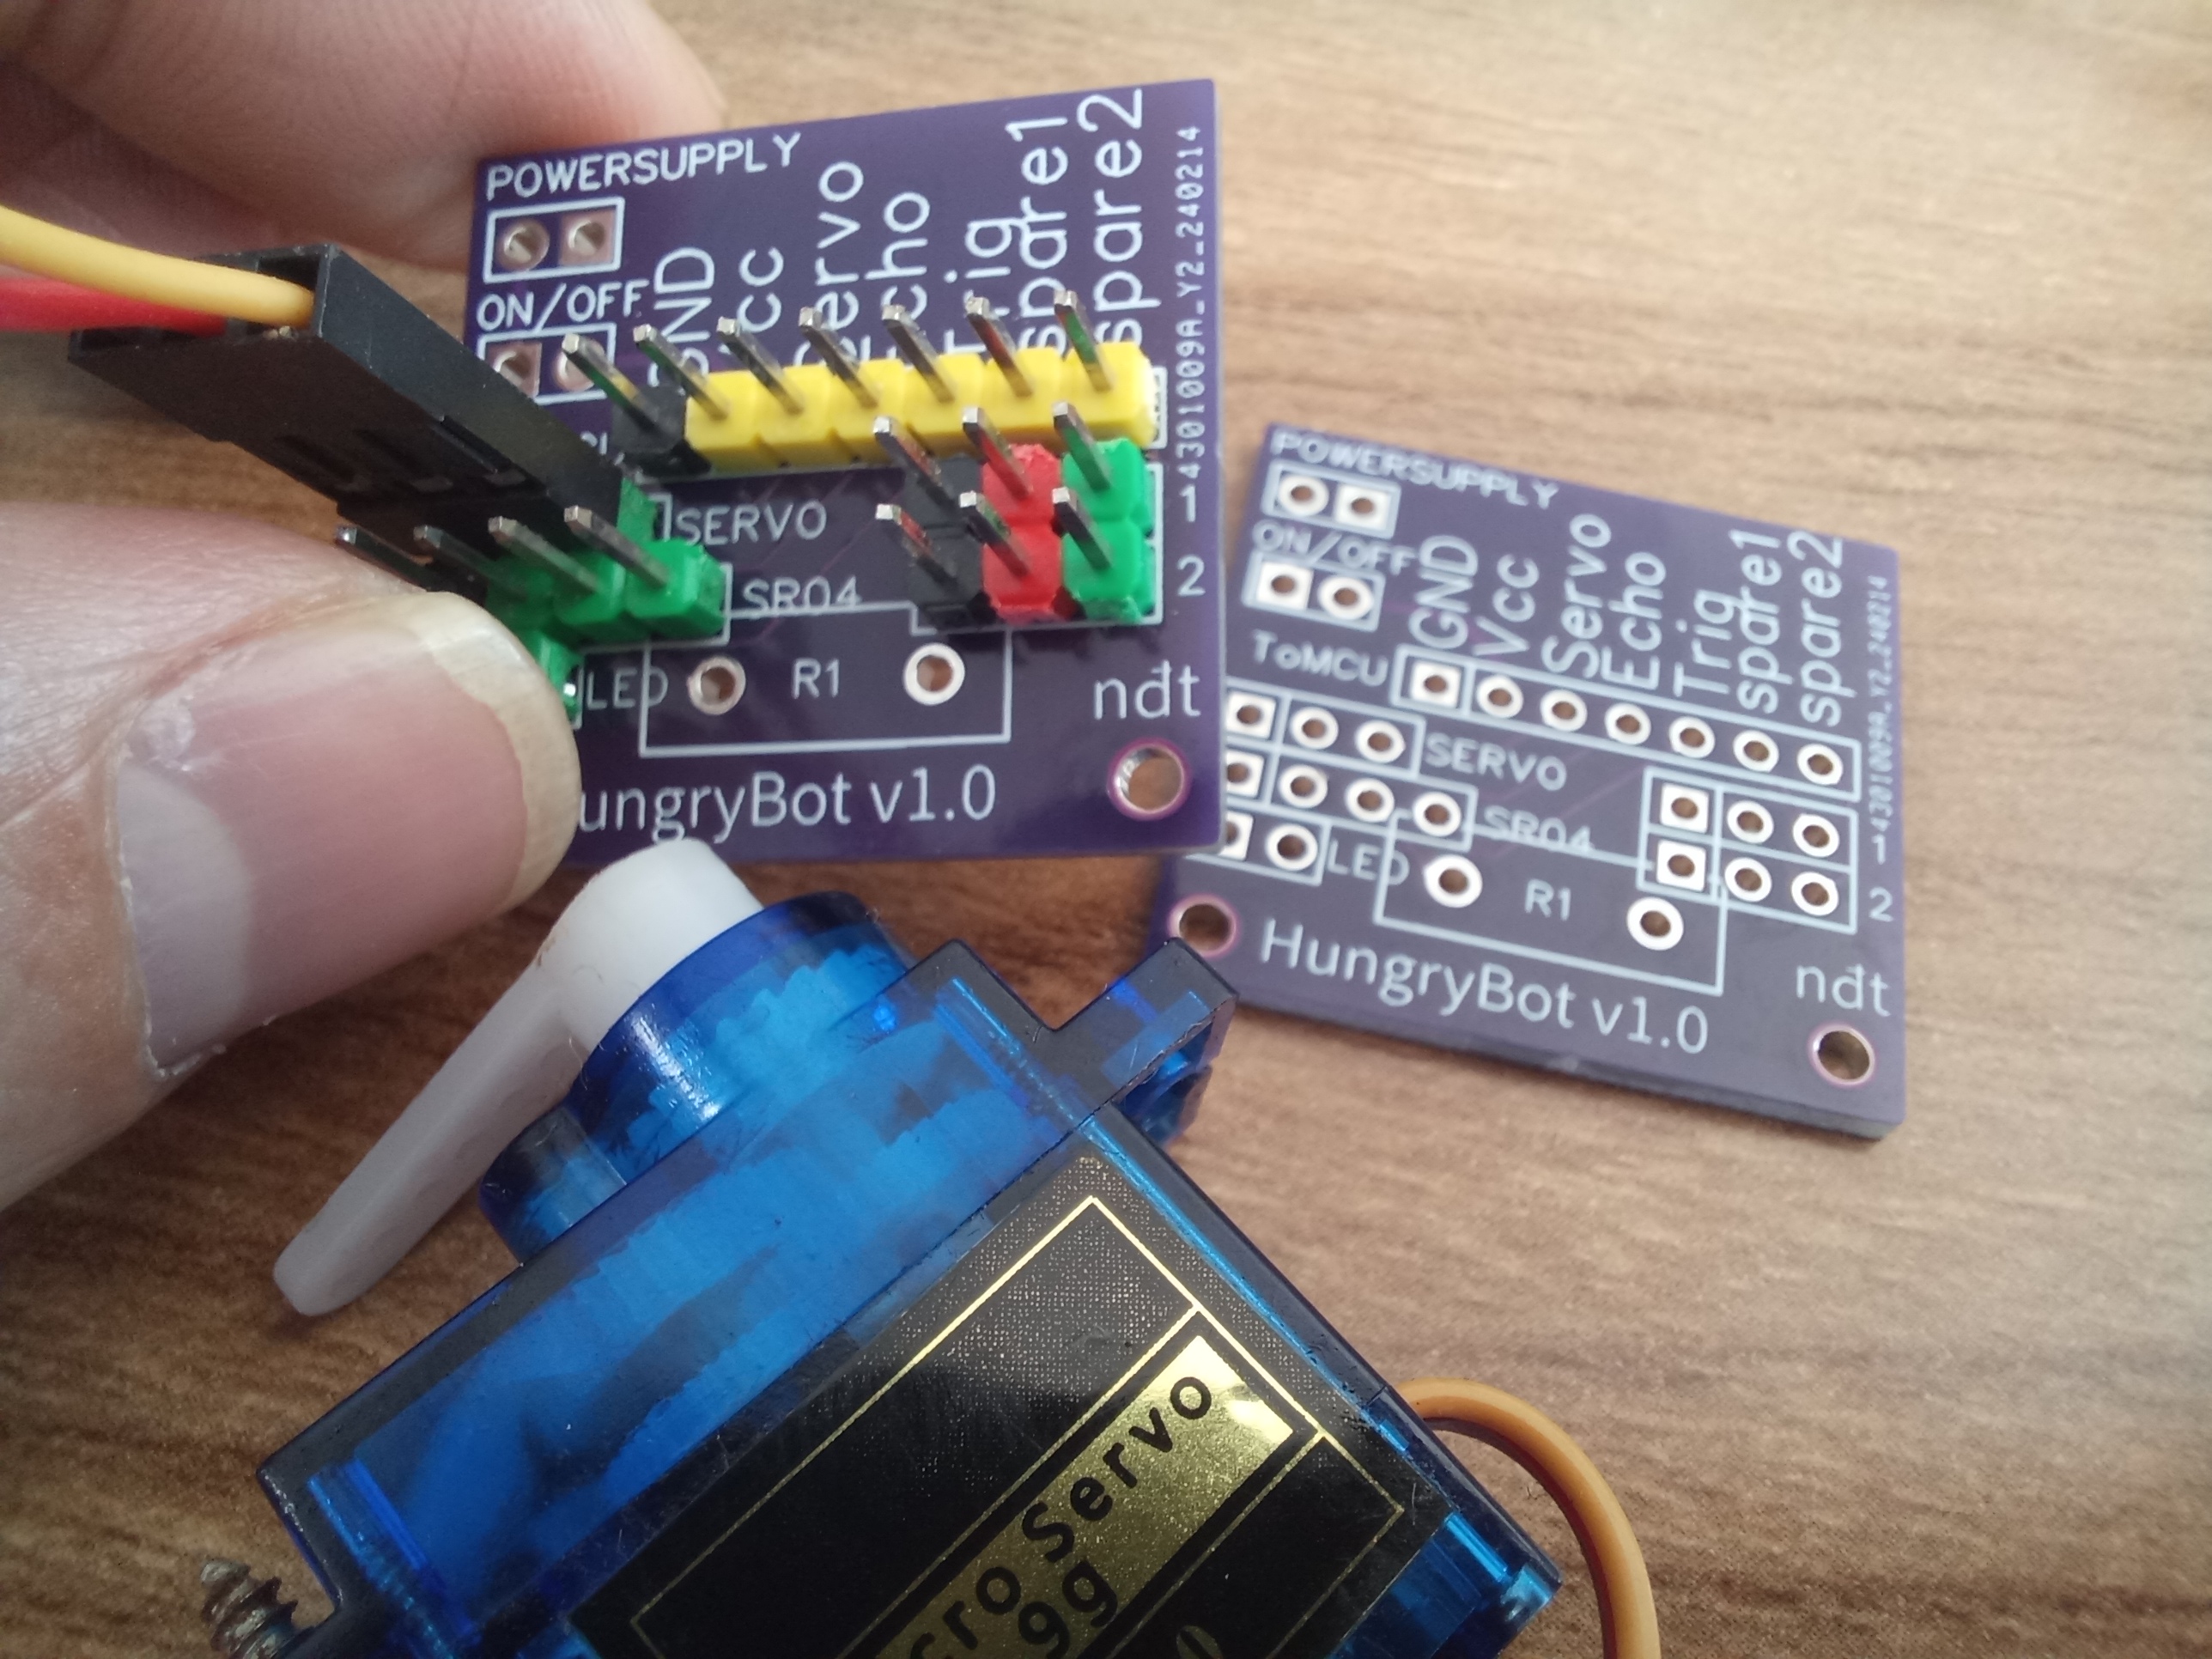 POWERSUPPLY
ON/OFF
GND
Vcc
Servo
Echo
Trig
spare1
spare2
SERVO
1
SR04
2
LED
R1
ndt
HungryBot v1.0
POWERSUPPLY
ON/OFF
GND
Vcc
Servo
Echo
Trig
spare1
spare2
ToMCU
SERVO
SR04
1
LED
R1
2
HungryBot v1.0
ndt
Servo
9g